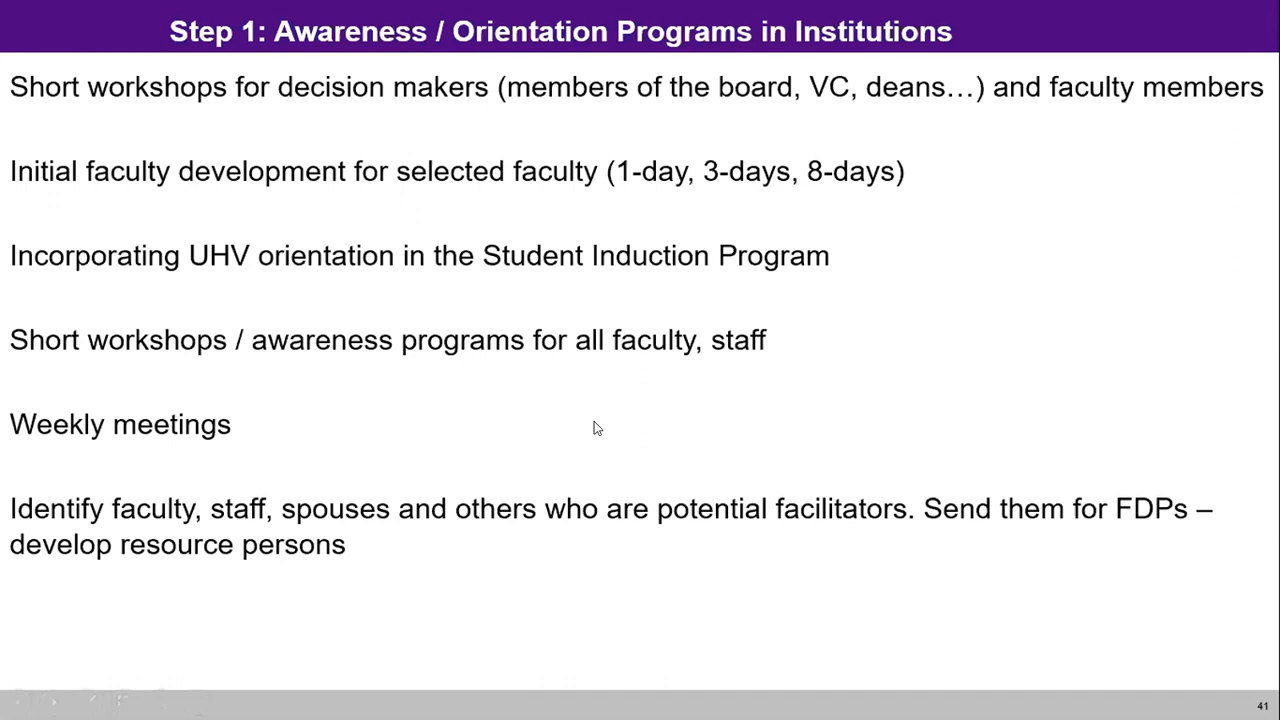 Step 1: Awareness / Orientation Programs in Institutions
Short workshops for decision makers (members of the board, VC, deans…) and faculty members
Initial faculty development for selected faculty (1-day, 3-days, 8-days)
Incorporating UHV orientation in the Student Induction Program
Short workshops / awareness programs for all faculty, staff
Weekly meetings
Identify faculty, staff, spouses and others who are potential facilitators. Send them for FDPs –
develop resource persons
41